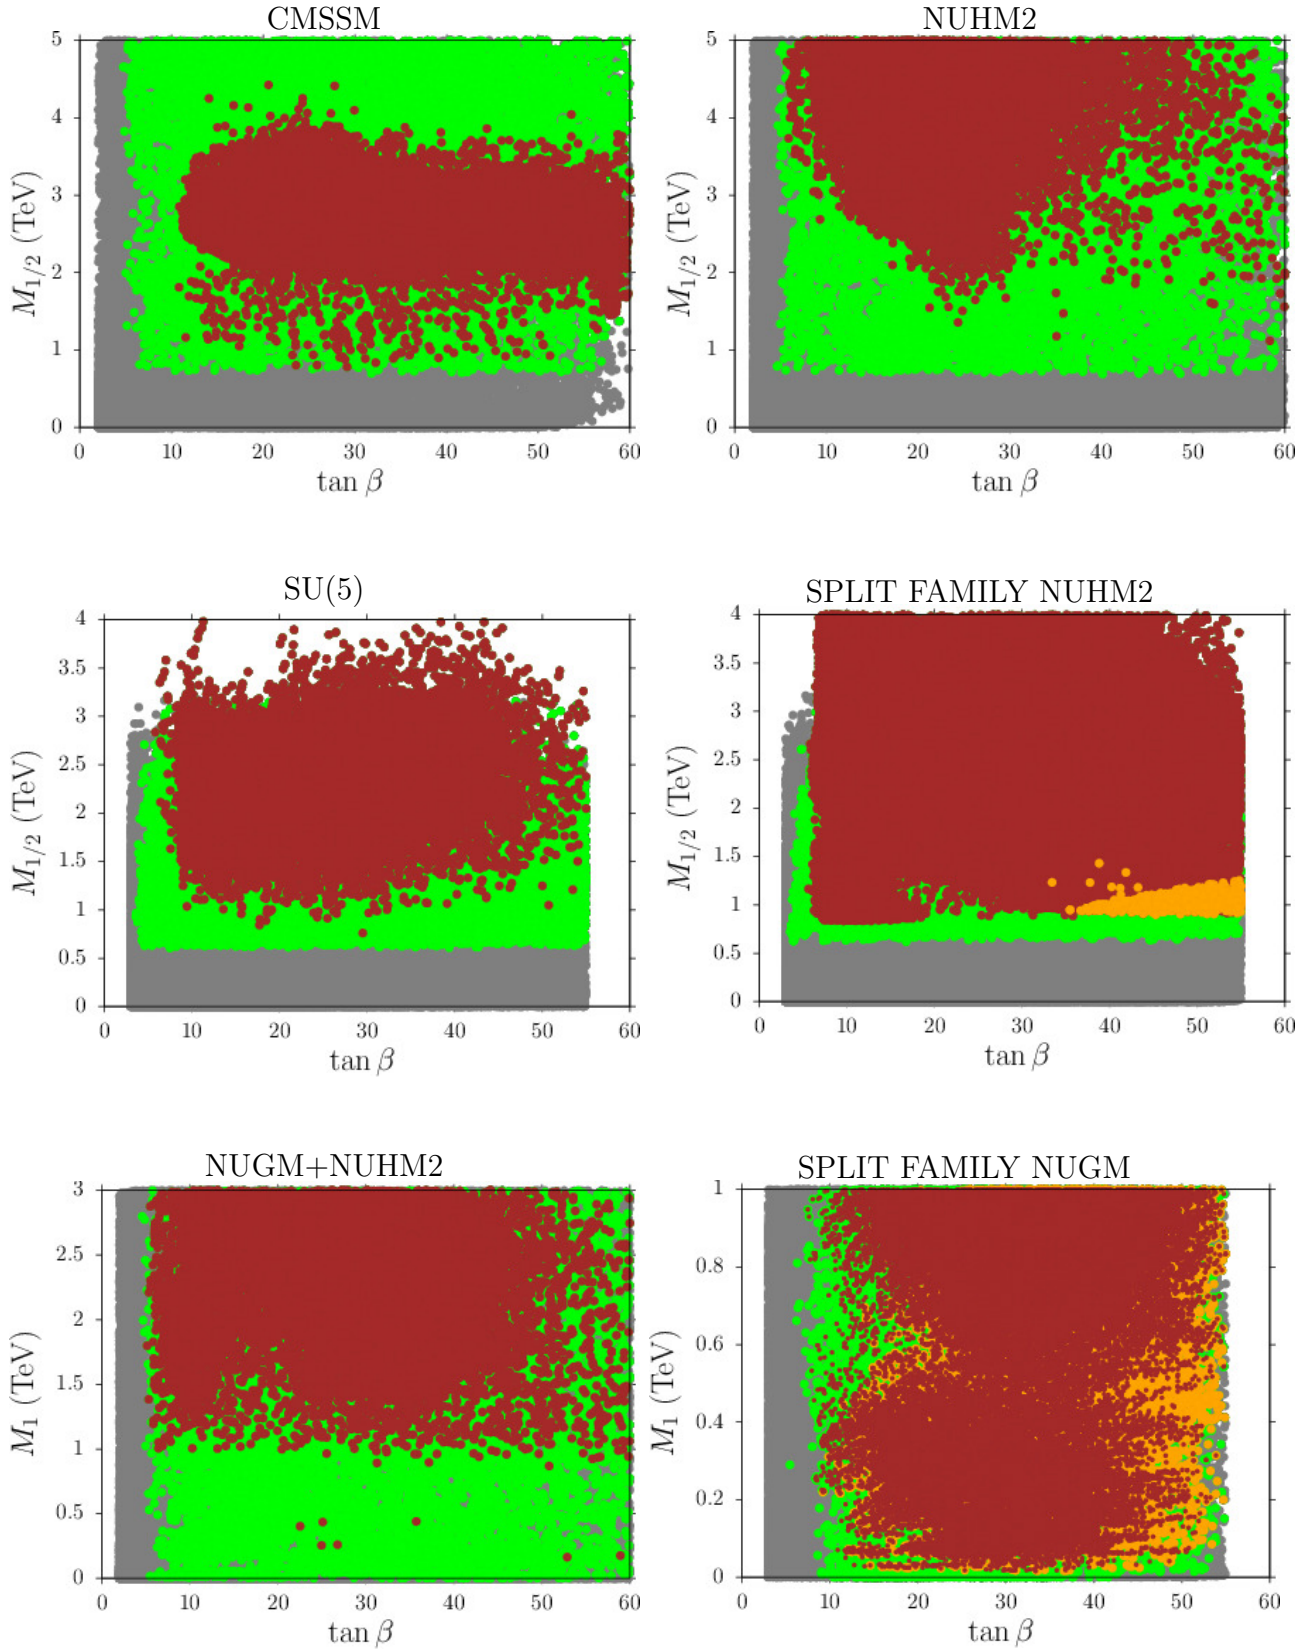 CMSSM
NUHM2
5
4
3
2
1
0
M1/2 (TeV)
0 10 20 30 40 50 60
tan β
5
4
3
2
1
0
M1/2 (TeV)
0 10 20 30 40 50 60
tan β
SU(5)
SPLIT FAMILY NUHM2
4
3.5
3
2.5
2
1.5
1
0.5
0
M1/2 (TeV)
0 10 20 30 40 50 60
tan β
4
3.5
3
2.5
2
1.5
1
0.5
0
M1/2 (TeV)
0 10 20 30 40 50 60
tan β
NUGM+NUHM2
SPLIT FAMILY NUGM
3
2.5
2
1.5
1
0.5
0
M1 (TeV)
0 10 20 30 40 50 60
tan β
1
0.8
0.6
0.4
0.2
0
M1 (TeV)
0 10 20 30 40 50 60
tan β